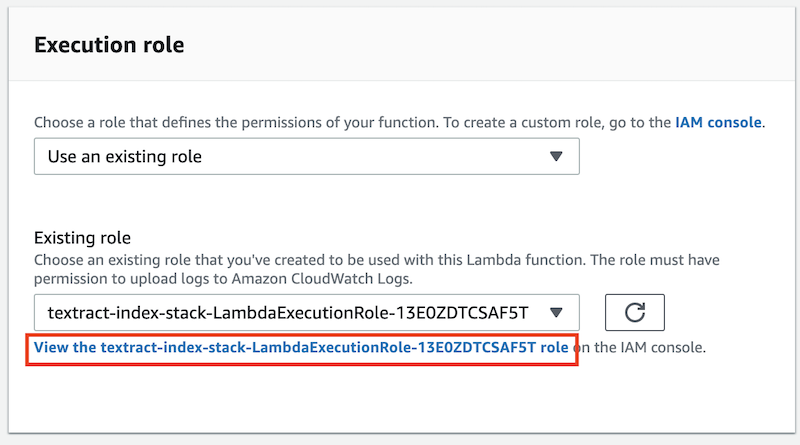 Execution role
Choose a role that defines the permissions of your function. To create a custom role, go to the IAM console.
Use an existing role
Existing role
Choose an existing role that you've created to be used with this Lambda function. The role must have
permission to upload logs to Amazon CloudWatch Logs.
textract-index-stack-LambdaExecutionRole-13E0ZDTCSAF5T
View the textract-index-stack-LambdaExecutionRole-13E0ZDTCSAF5T role on the IAM console.